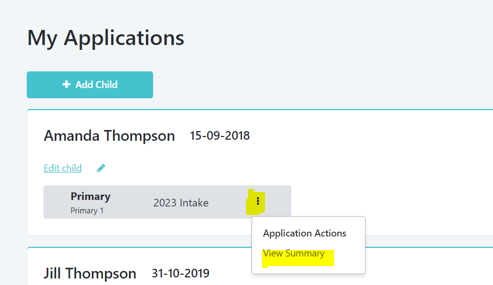 My Applications
+ Add Child
Amanda Thompson 15-09-2018
Edit child
Primary 2023 Intake
Primary 1
Application Actions
View Summary
Jill Thompson 31-10-2019